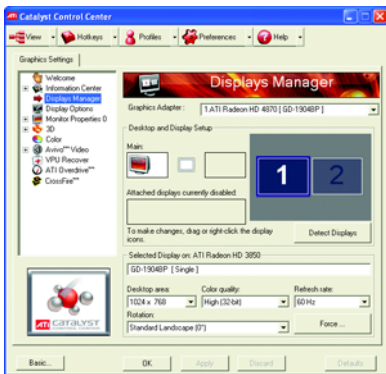 ATI Catalyst Control Center
View Hotkeys Profiles Preferences Help
Graphics Settings
Welcome
Information Center
Displays Manager
Display Options
Monitor Properties 0
3D
Color
Avivo™ Video
VPU Recover
ATI Overdrive™
CrossFire™
Displays Manager
Graphics Adapter :
1.ATI Radeon HD 4870 [ GD-1904BP ]
Desktop and Display Setup
Main:
1 2
Attached displays currently disabled:
To make changes, drag or right-click the display icons.
Detect Displays
Selected Display on: ATI Radeon HD 3850
GD-1904BP [ Single ]
Desktop area:
Color quality:
Refresh rate:
1024 x 768
High (32-bit)
60 Hz
Rotation:
Standard Landscape (0°)
Force ...
ATI CATALYST
CONTROL CENTER
Basic...
OK
Apply
Discard
Defaults